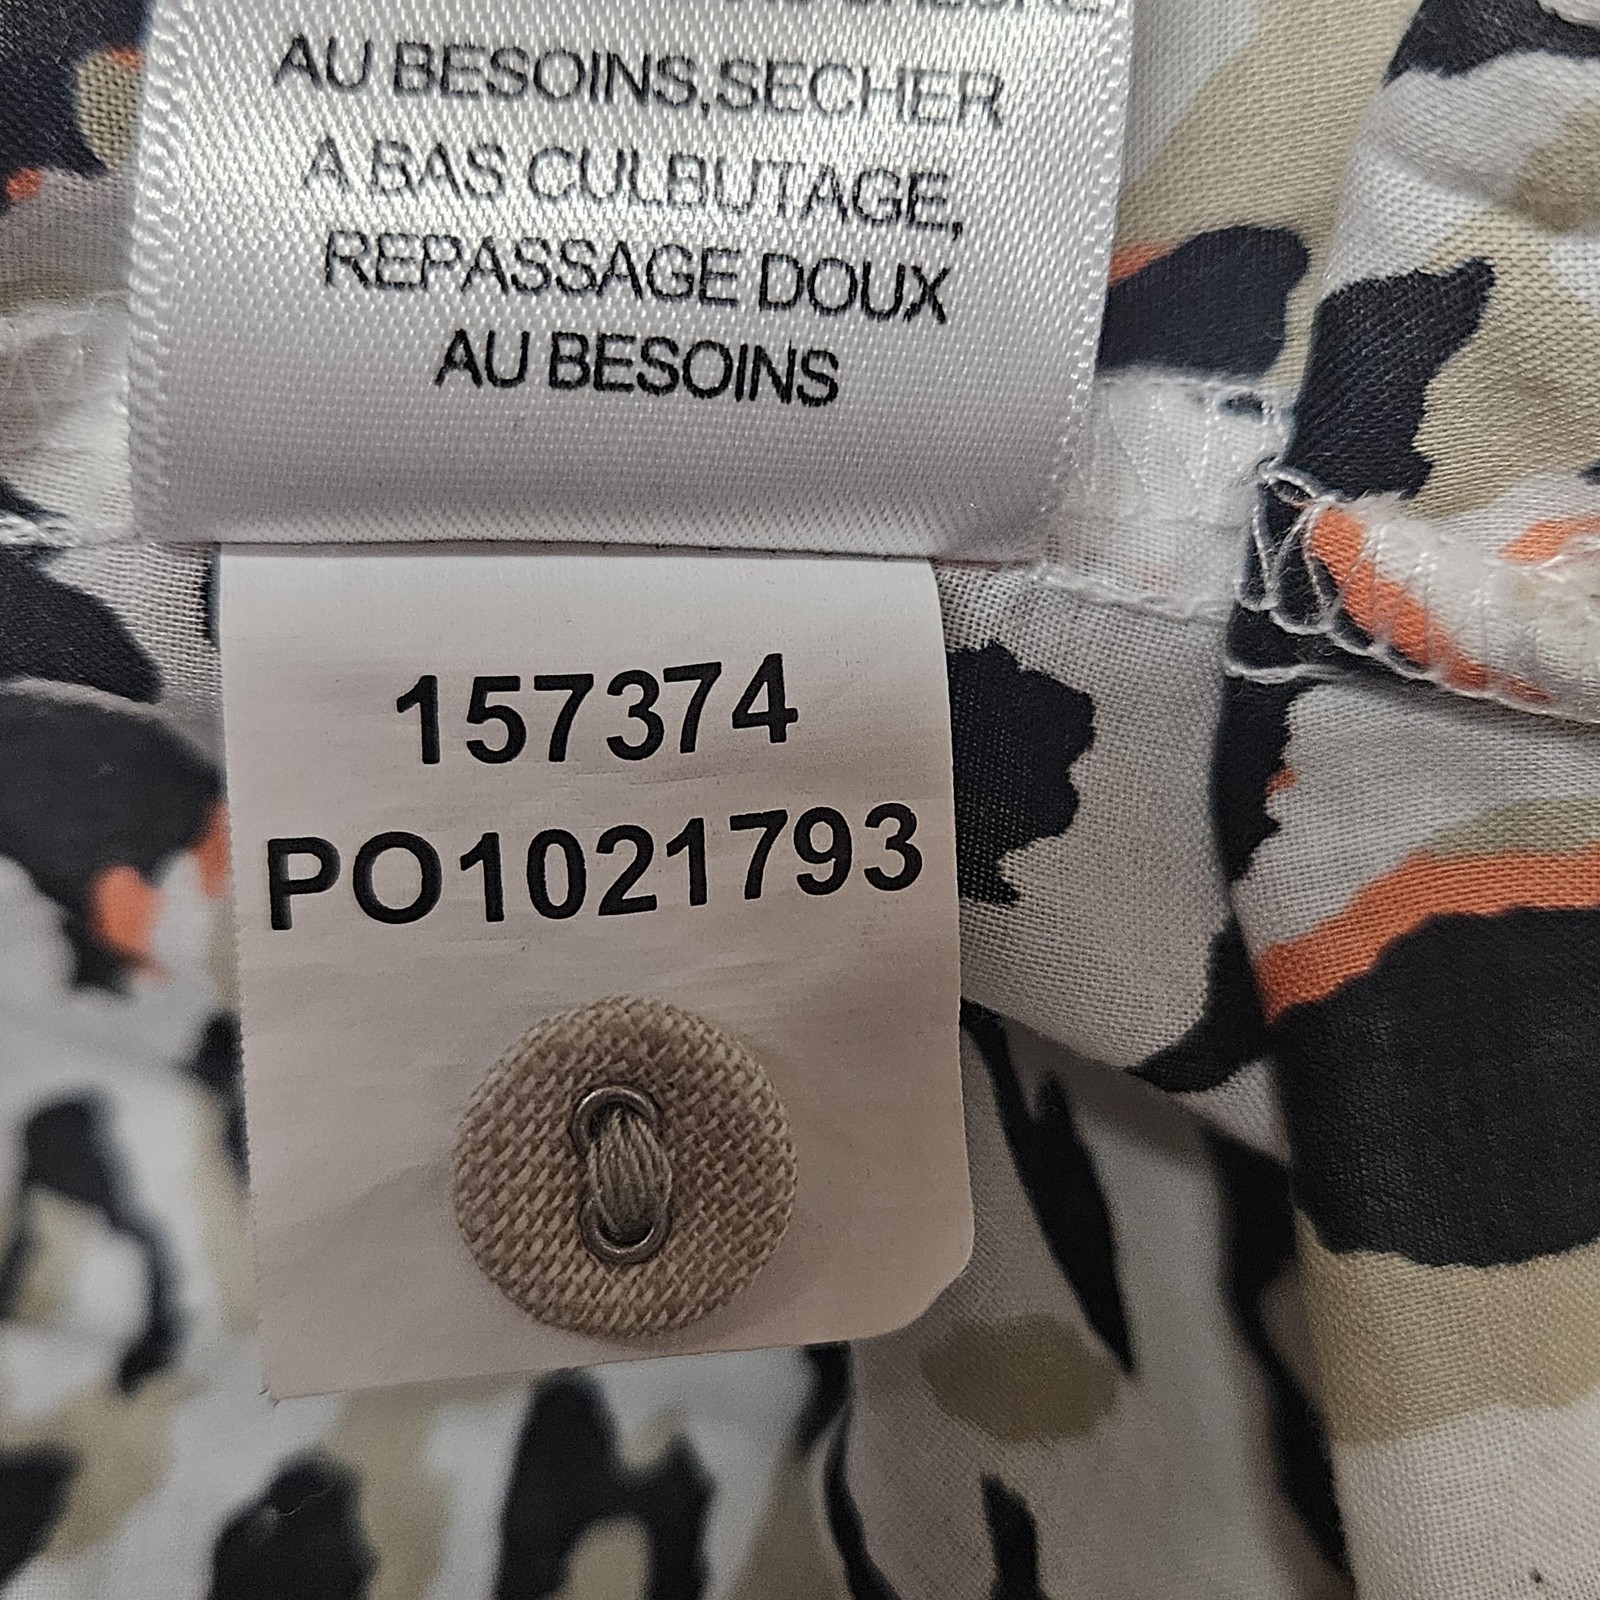 AU BESOINS,SECHER
A BAS CULBUTAGE,
REPASSAGE DOUX
AU BESOINS
157374
PO1021793